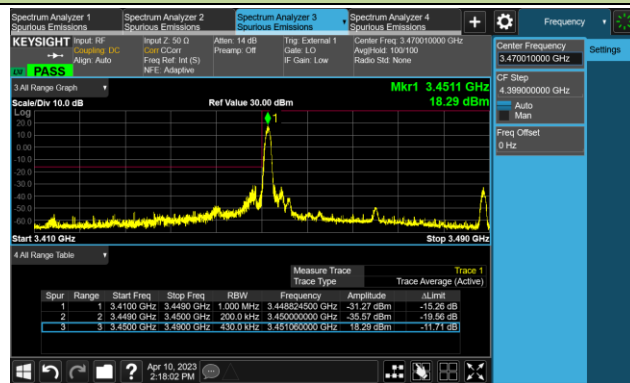 Spectrum Analyzer 1
Spurious Emissions
Spectrum Analyzer 2
Spurious Emissions
Spectrum Analyzer 3
Spurious Emissions
Spectrum Analyzer 4
Spurious Emissions
+
Frequency
KEYSIGHT
Input: RF
Coupling: DC
Align: Auto
Input Z: 50 Ω
Corr CCorr
Freq Ref: Int (S)
NFE: Adaptive
Atten: 14 dB
Preamp: Off
Trig: External 1
Gate: LO
IF Gain: Low
Center Freq: 3.470010000 GHz
Avg|Hold: 100/100
Radio Std: None
PASS
Center Frequency
3.470010000 GHz
Settings
CF Step
4.399000000 GHz
Auto
Man
Freq Offset
0 Hz
3 All Range Graph
Mkr1 3.4511 GHz
Scale/Div 10.0 dB
Ref Value 30.00 dBm
18.29 dBm
Log
1
20.0
10.0
0.00
-10.0
-20.0
-30.0
-40.0
-50.0
-60.0
Start 3.410 GHz
Stop 3.490 GHz
4 All Range Table
Measure Trace Trace 1
Trace Type Trace Average (Active)
Spur Range Start Freq Stop Freq RBW Frequency Amplitude ΔLimit
1 1 3.4100 GHz 3.4490 GHz 1.000 MHz 3.448824500 GHz -31.27 dBm -15.26 dB
2 2 3.4490 GHz 3.4500 GHz 200.0 kHz 3.450000000 GHz -35.57 dBm -19.56 dB
3 3 3.4500 GHz 3.4900 GHz 430.0 kHz 3.451060000 GHz 18.29 dBm -11.71 dB
?
Apr 10, 2023
2:18:02 PM